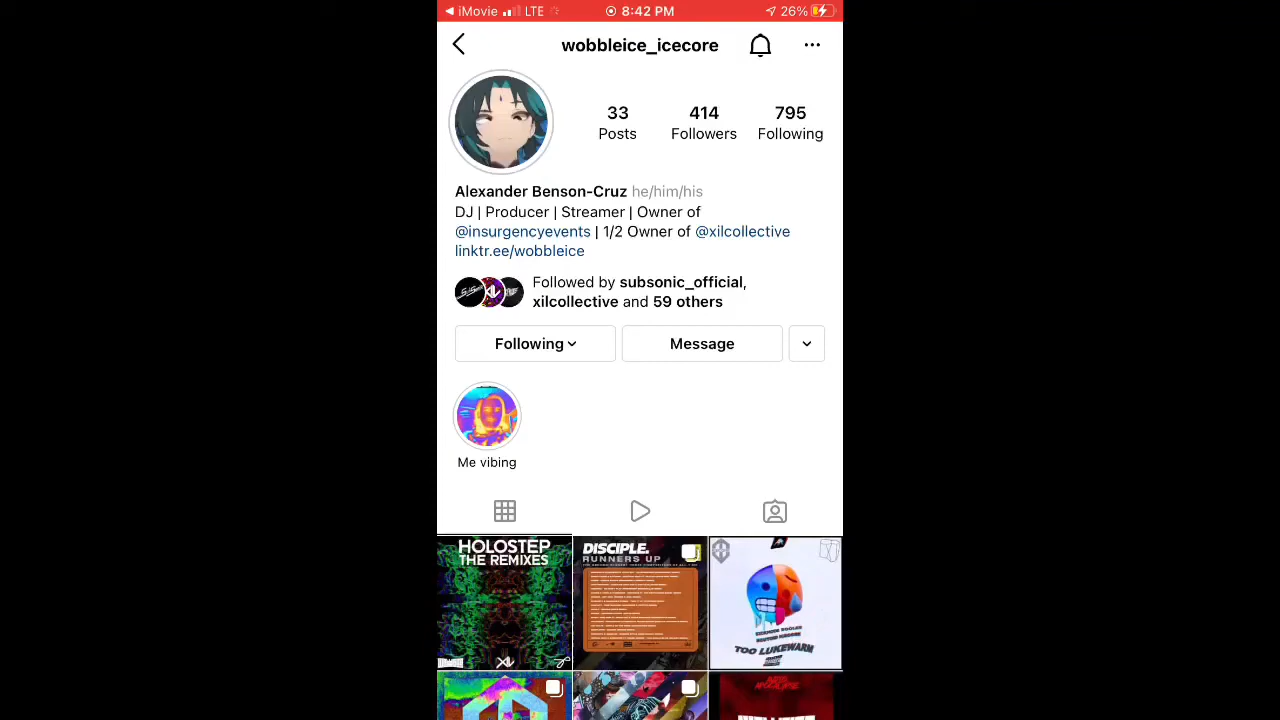 iMovie LTE 8:42 PM 26%
wobbleice_icecore
33 414 795
Posts Followers Following
Alexander Benson-Cruz he/him/his
DJ | Producer | Streamer | Owner of
@insurgencyevents | 1/2 Owner of @xilcollective
linktr.ee/wobbleice
Followed by subsonic_official,
xilcollective and 59 others
Following Message
Me vibing
HOLOSTEP
THE REMIXES
DISCIPLE.
RUNNERS UP
TOO LUKEWARM